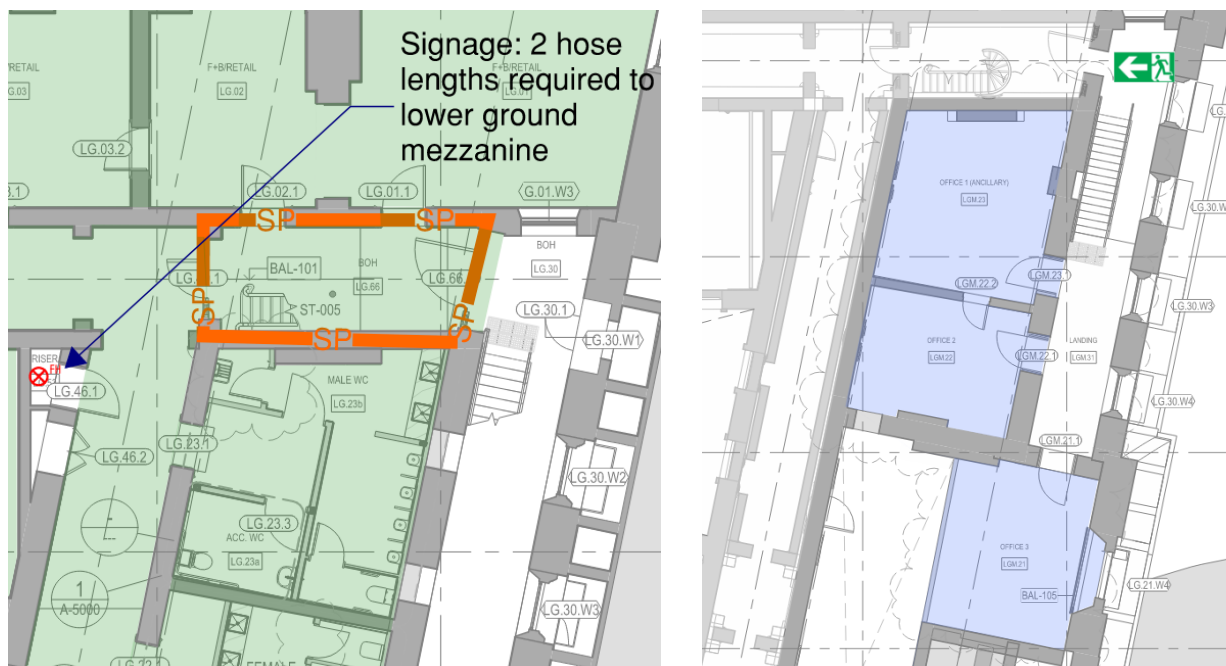 Signage: 2 hose
lengths required to
lower ground
mezzanine
F+B/RETAIL
LG.02
LG.03.2
LG.02.1
LG.01.1
G.01.W3
SP
SP
BOH
LG.30
BAL-101
BOH
LG.66
LG.66
ST-005
SP
SP
SP
LG.30.1
LG.30.W1
RISER
EH
LG.46.1
MALE WC
LG.23b
LG.23.1
LG.46.2
LG.30.W2
LG.23.3
ACC. WC
LG.23a
1
A-5000
LG.30.W3
FEMALE
OFFICE 1 (ANCILLARY)
LGM.23
LGM.23.1
LGM.22.2
LG.30.W3
OFFICE 2
LGM.22
LGM.22.1
LANDING
LGM.31
LG.30.W4
LGM.21.1
OFFICE 3
LGM.21
LG.21.W4
BAL-105